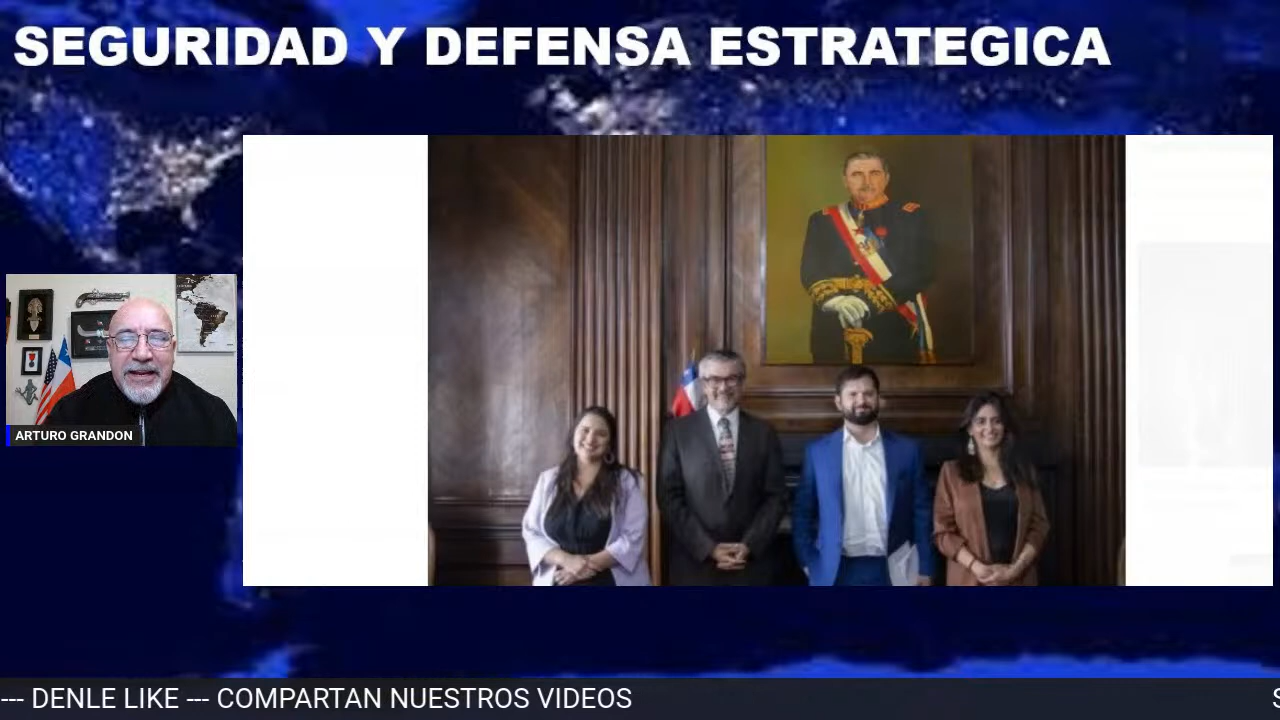 SEGURIDAD Y DEFENSA ESTRATEGICA
ARTURO GRANDON
--- DENLE LIKE --- COMPARTAN NUESTROS VIDEOS